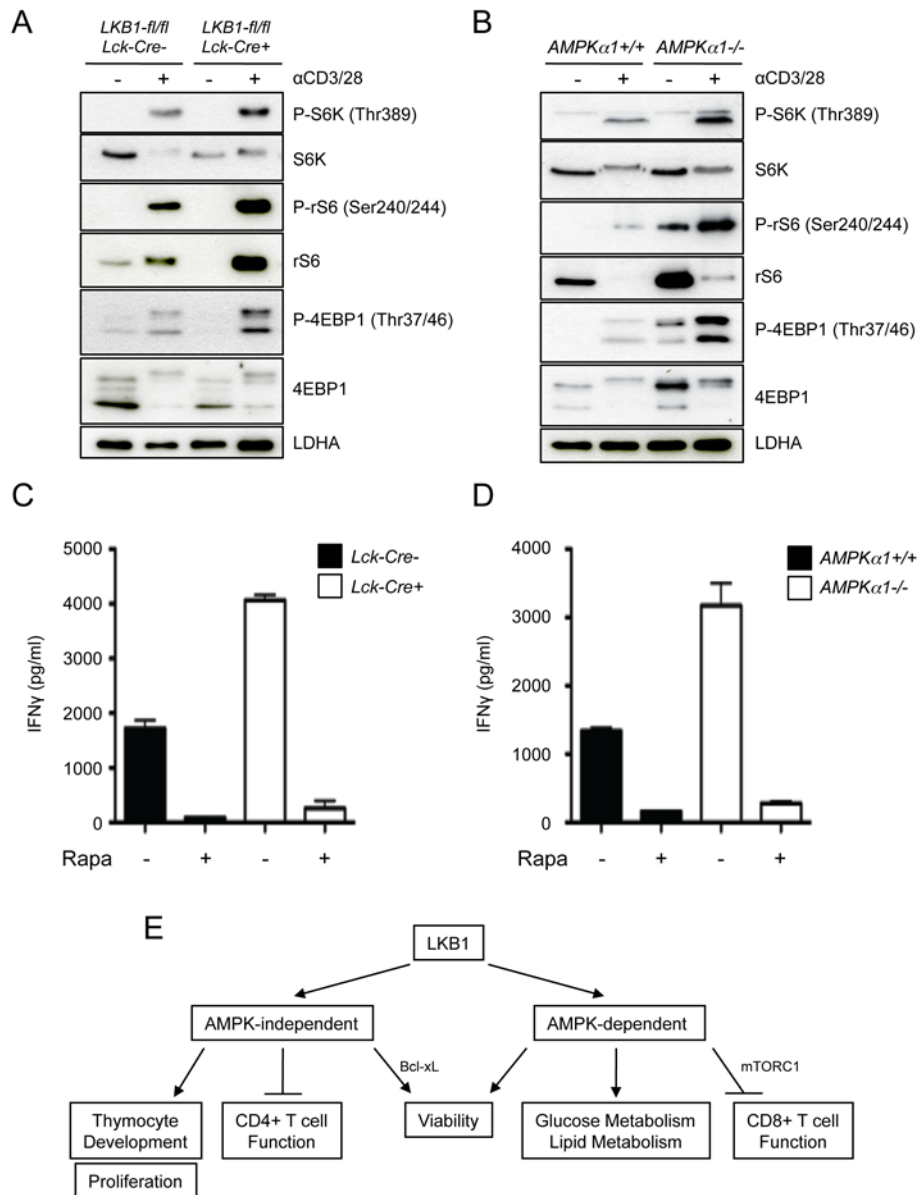 A
LKB1-fl/fl LKB1-fl/fl
Lck-Cre- Lck-Cre+
- + - + αCD3/28
P-S6K (Thr389)
S6K
P-rS6 (Ser240/244)
rS6
P-4EBP1 (Thr37/46)
4EBP1
LDHA
B
AMPKα1+/+ AMPKα1-/-
- + - + αCD3/28
P-S6K (Thr389)
S6K
P-rS6 (Ser240/244)
rS6
P-4EBP1 (Thr37/46)
4EBP1
LDHA
C
5000
4000
3000
2000
1000
0
IFNγ (pg/ml)
Lck-Cre-
Lck-Cre+
Rapa - + - +
D
4000
3000
2000
1000
0
IFNγ (pg/ml)
AMPKα1+/+
AMPKα1-/-
Rapa - + - +
E
LKB1
AMPK-independent AMPK-dependent
Bcl-xL mTORC1
Thymocyte
Development
Proliferation
CD4+ T cell
Function
Viability
Glucose Metabolism
Lipid Metabolism
CD8+ T cell
Function